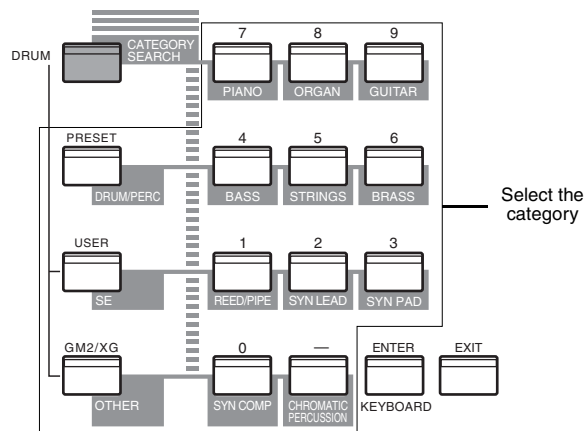 7 8 9
DRUM
CATEGORY
SEARCH
PIANO ORGAN GUITAR
PRESET 4 5 6
DRUM/PERC BASS STRINGS BRASS
Select the
category
USER 1 2 3
SE REED/PIPE SYN LEAD SYN PAD
GM2/XG 0 — ENTER EXIT
OTHER SYN COMP CHROMATIC
PERCUSSION
KEYBOARD